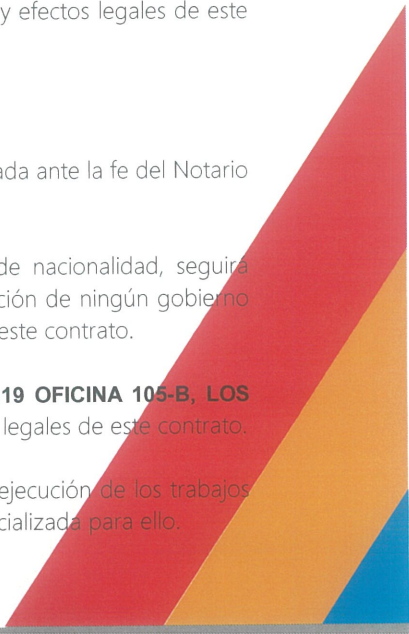 y efectos legales de este
ada ante la fe del Notario
de nacionalidad, seguirá
ción de ningún gobierno
este contrato.
19 OFICINA 105-B, LOS
legales de este contrato.
ejecución de los trabajos
cializada para ello.